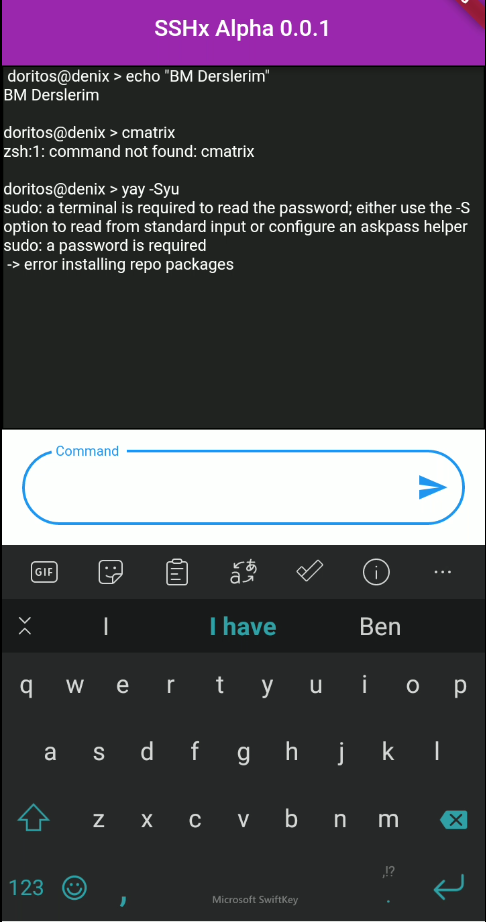 SSHx Alpha 0.0.1
doritos@denix > echo "BM Derslerim"
BM Derslerim
doritos@denix > cmatrix
zsh:1: command not found: cmatrix
doritos@denix > yay -Syu
sudo: a terminal is required to read the password; either use the -S
option to read from standard input or configure an askpass helper
sudo: a password is required
-> error installing repo packages
Command
GIF
I I have Ben
q w e r t y u i o p
a s d f g h j k l
z x c v b n m
,!?
123 , Microsoft SwiftKey .